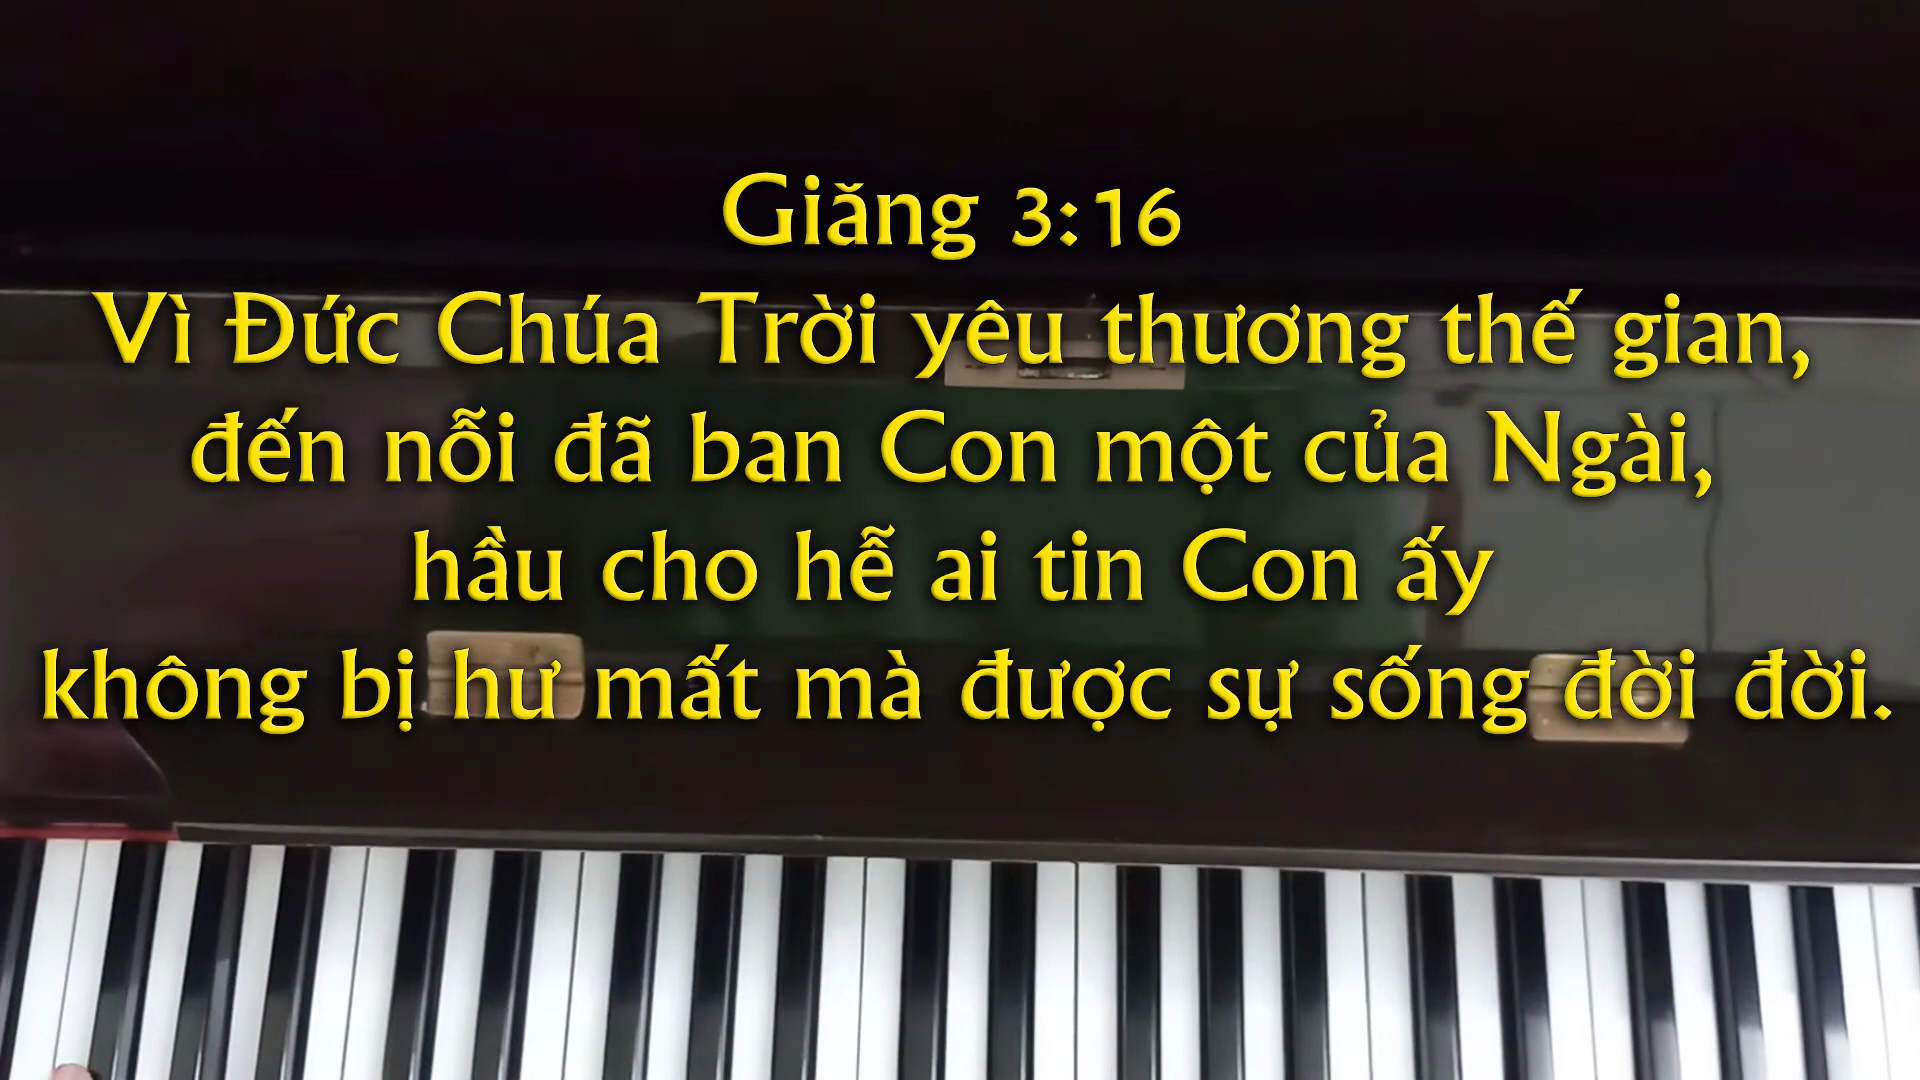 Giăng 3:16
Vì Đức Chúa Trời yêu thương thế gian,
đến nỗi đã ban Con một của Ngài,
hầu cho hễ ai tin Con ấy
không bị hư mất mà được sự sống đời đời.